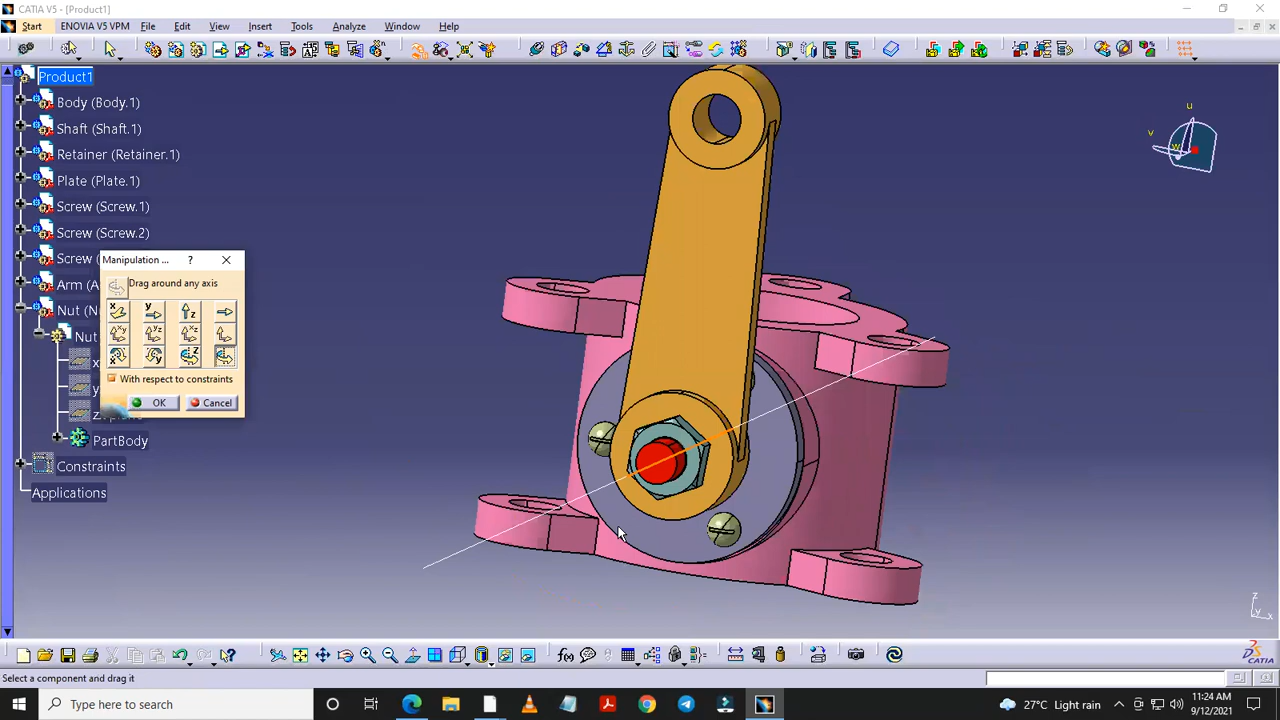 CATIA V5 - [Product1]
Start ENOVIA V5 VPM File Edit View Insert Tools Analyze Window Help
Product1
Body (Body.1)
Shaft (Shaft.1)
Retainer (Retainer.1)
Plate (Plate.1)
Screw (Screw.1)
Screw (Screw.2)
Screw (
Arm (A
Nut (N
Nut
PartBody
Constraints
Applications
Manipulation ... ?
Drag around any axis
With respect to constraints
OK Cancel
u
v
w
z
y
x
f(x)
CATIA
Select a component and drag it
Type here to search
27°C Light rain
11:24 AM
9/12/2021